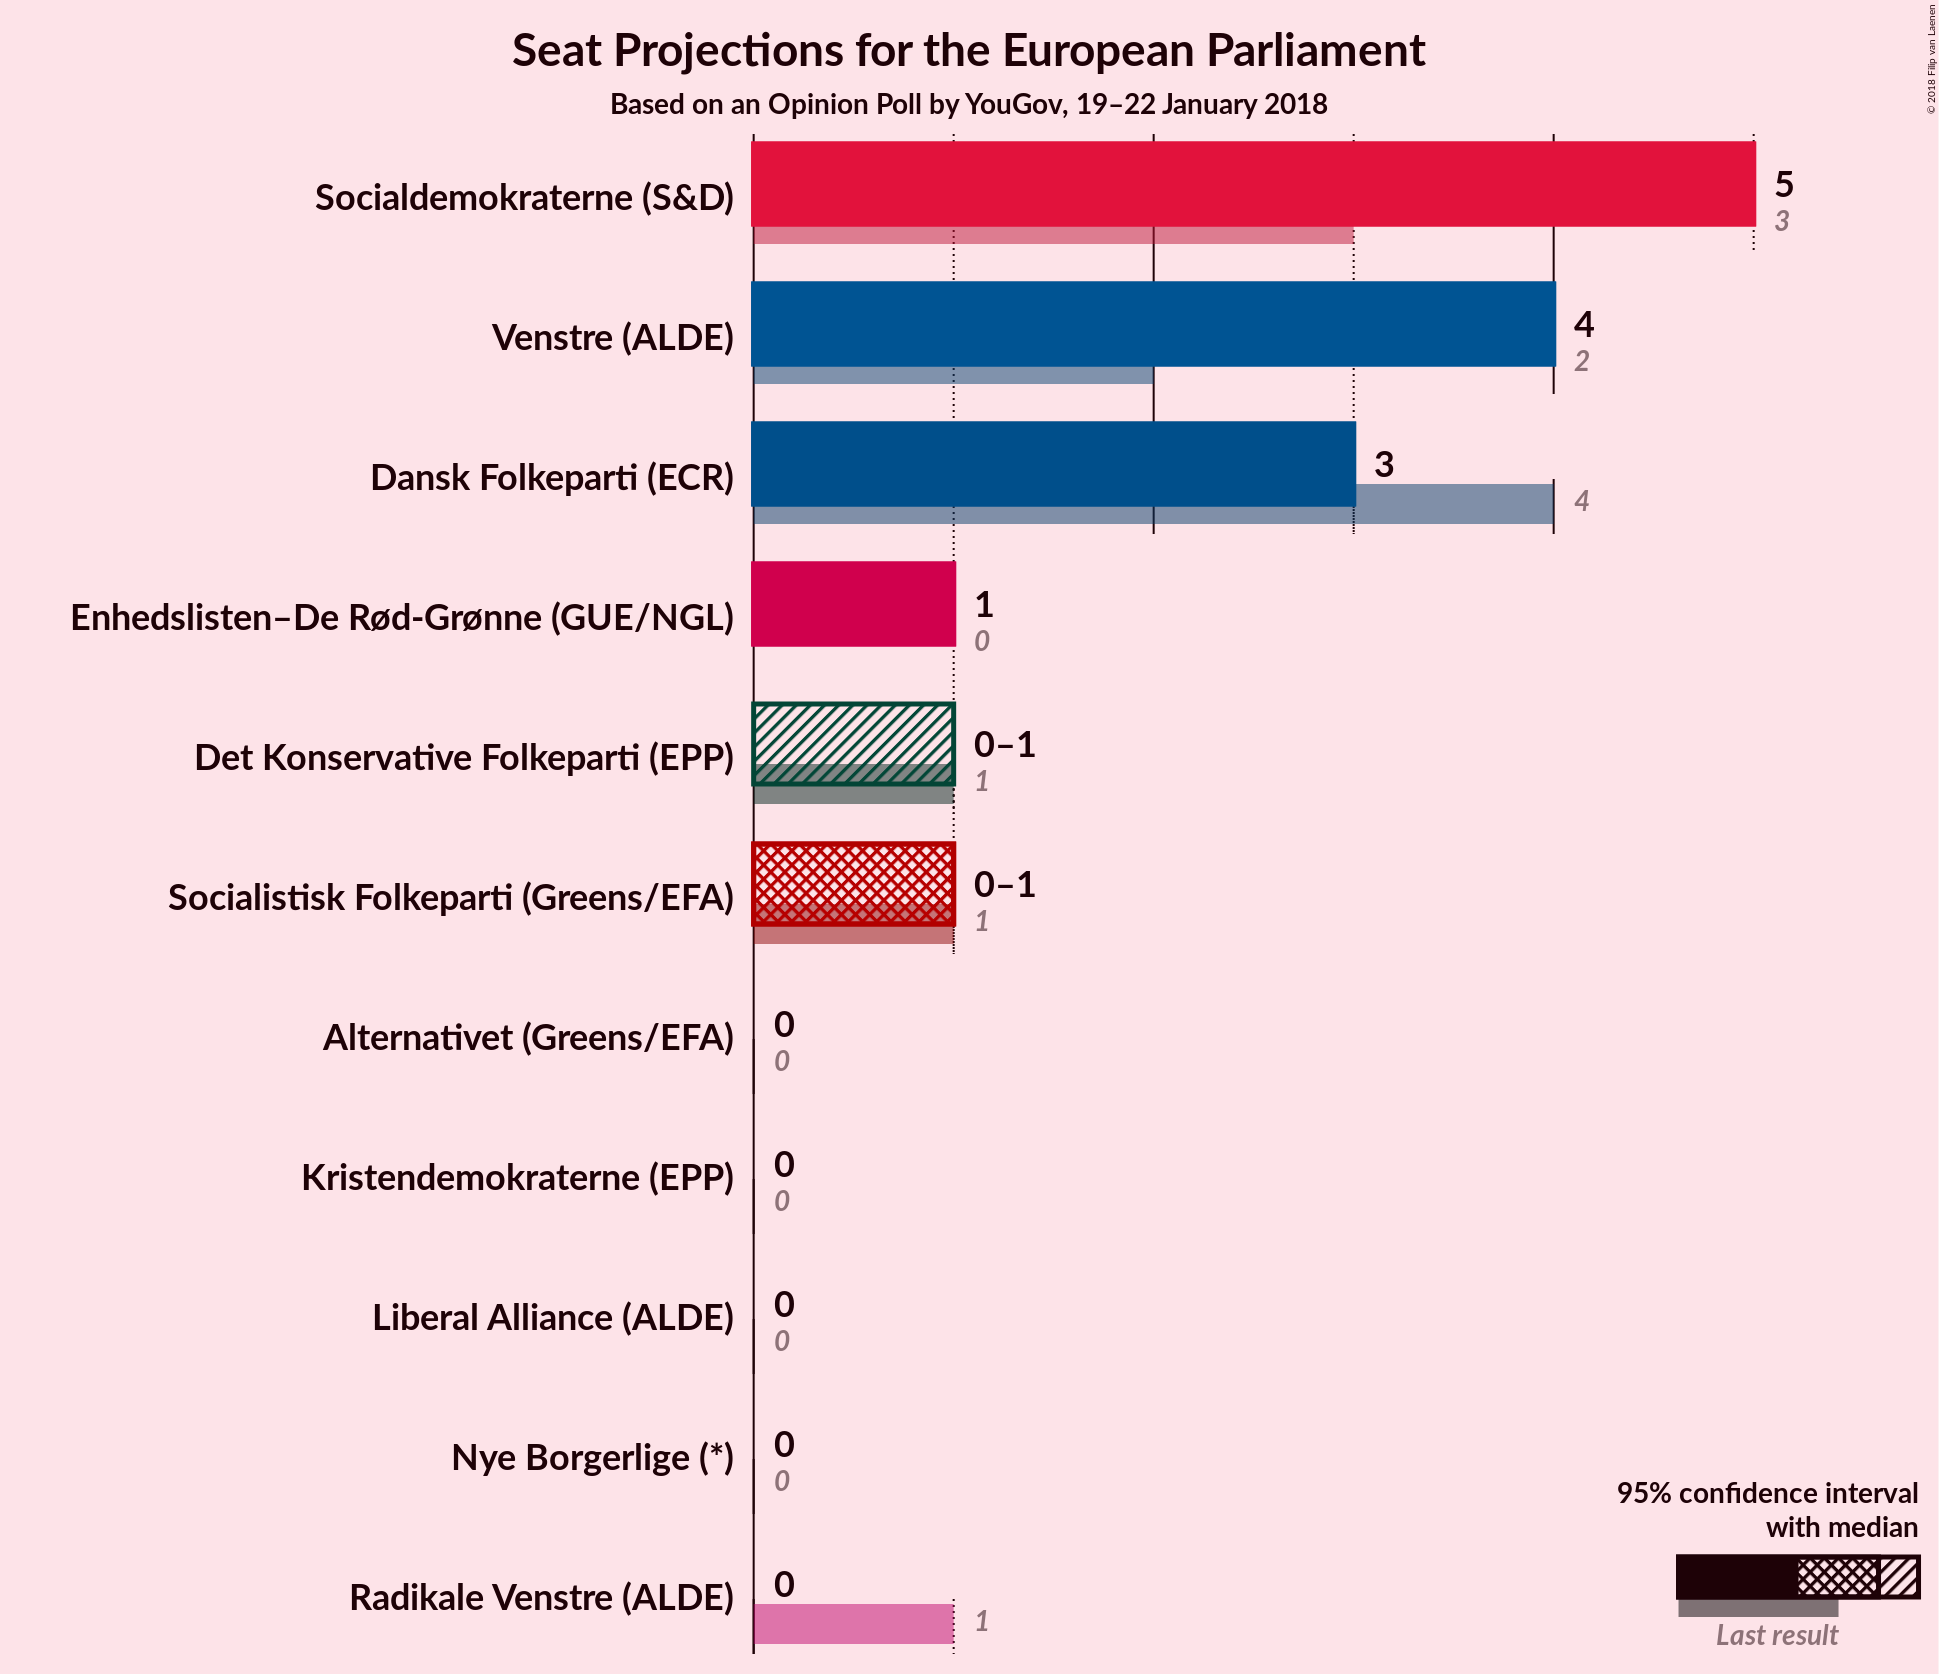 Seat Projections for the European Parliament
Based on an Opinion Poll by YouGov, 19–22 January 2018
© 2018 Filip van Laenen
Socialdemokraterne (S&D)
5
3
Venstre (ALDE)
4
2
Dansk Folkeparti (ECR)
3
4
Enhedslisten–De Rød-Grønne (GUE/NGL)
1
0
Det Konservative Folkeparti (EPP)
0–1
1
Socialistisk Folkeparti (Greens/EFA)
0–1
1
Alternativet (Greens/EFA)
0
0
Kristendemokraterne (EPP)
0
0
Liberal Alliance (ALDE)
0
0
Nye Borgerlige (*)
0
0
Radikale Venstre (ALDE)
0
1
95% confidence interval
with median
Last result